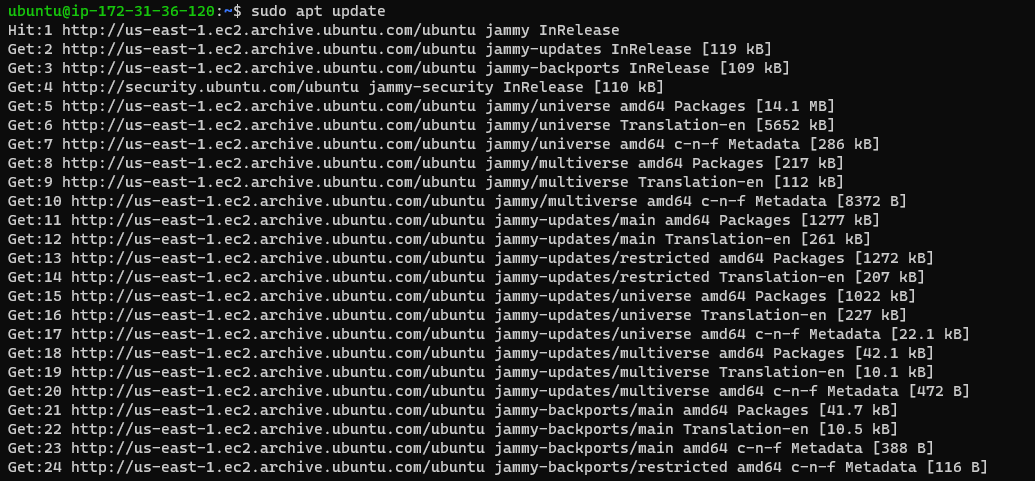 ubuntu@ip-172-31-36-120:~$ sudo apt update
Hit:1 http://us-east-1.ec2.archive.ubuntu.com/ubuntu jammy InRelease
Get:2 http://us-east-1.ec2.archive.ubuntu.com/ubuntu jammy-updates InRelease [119 kB]
Get:3 http://us-east-1.ec2.archive.ubuntu.com/ubuntu jammy-backports InRelease [109 kB]
Get:4 http://security.ubuntu.com/ubuntu jammy-security InRelease [110 kB]
Get:5 http://us-east-1.ec2.archive.ubuntu.com/ubuntu jammy/universe amd64 Packages [14.1 MB]
Get:6 http://us-east-1.ec2.archive.ubuntu.com/ubuntu jammy/universe Translation-en [5652 kB]
Get:7 http://us-east-1.ec2.archive.ubuntu.com/ubuntu jammy/universe amd64 c-n-f Metadata [286 kB]
Get:8 http://us-east-1.ec2.archive.ubuntu.com/ubuntu jammy/multiverse amd64 Packages [217 kB]
Get:9 http://us-east-1.ec2.archive.ubuntu.com/ubuntu jammy/multiverse Translation-en [112 kB]
Get:10 http://us-east-1.ec2.archive.ubuntu.com/ubuntu jammy/multiverse amd64 c-n-f Metadata [8372 B]
Get:11 http://us-east-1.ec2.archive.ubuntu.com/ubuntu jammy-updates/main amd64 Packages [1277 kB]
Get:12 http://us-east-1.ec2.archive.ubuntu.com/ubuntu jammy-updates/main Translation-en [261 kB]
Get:13 http://us-east-1.ec2.archive.ubuntu.com/ubuntu jammy-updates/restricted amd64 Packages [1272 kB]
Get:14 http://us-east-1.ec2.archive.ubuntu.com/ubuntu jammy-updates/restricted Translation-en [207 kB]
Get:15 http://us-east-1.ec2.archive.ubuntu.com/ubuntu jammy-updates/universe amd64 Packages [1022 kB]
Get:16 http://us-east-1.ec2.archive.ubuntu.com/ubuntu jammy-updates/universe Translation-en [227 kB]
Get:17 http://us-east-1.ec2.archive.ubuntu.com/ubuntu jammy-updates/universe amd64 c-n-f Metadata [22.1 kB]
Get:18 http://us-east-1.ec2.archive.ubuntu.com/ubuntu jammy-updates/multiverse amd64 Packages [42.1 kB]
Get:19 http://us-east-1.ec2.archive.ubuntu.com/ubuntu jammy-updates/multiverse Translation-en [10.1 kB]
Get:20 http://us-east-1.ec2.archive.ubuntu.com/ubuntu jammy-updates/multiverse amd64 c-n-f Metadata [472 B]
Get:21 http://us-east-1.ec2.archive.ubuntu.com/ubuntu jammy-backports/main amd64 Packages [41.7 kB]
Get:22 http://us-east-1.ec2.archive.ubuntu.com/ubuntu jammy-backports/main Translation-en [10.5 kB]
Get:23 http://us-east-1.ec2.archive.ubuntu.com/ubuntu jammy-backports/main amd64 c-n-f Metadata [388 B]
Get:24 http://us-east-1.ec2.archive.ubuntu.com/ubuntu jammy-backports/restricted amd64 c-n-f Metadata [116 B]